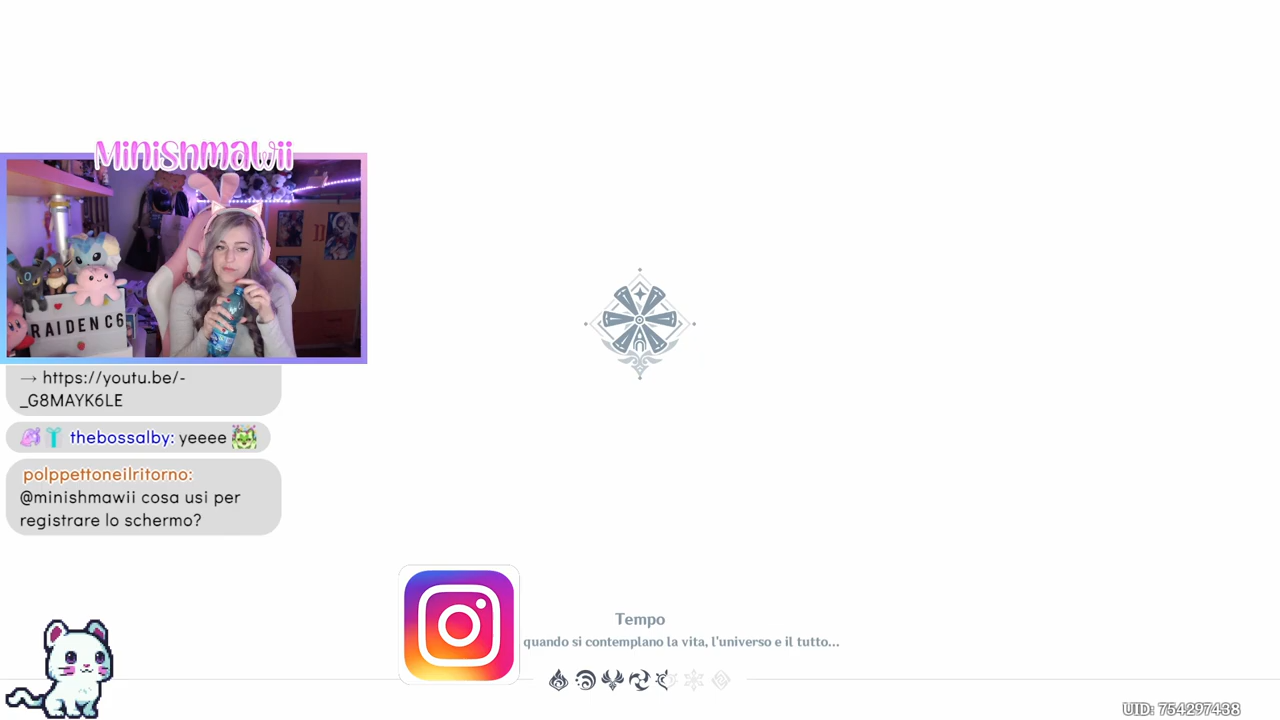 Minishmawii
RAIDEN C6
→ https://youtu.be/-
_G8MAYK6LE
thebossalby: yeeee
polppettoneilritorno:
@minishmawii cosa usi per
registrare lo schermo?
Tempo
quando si contemplano la vita, l'universo e il tutto...
UID: 754297438